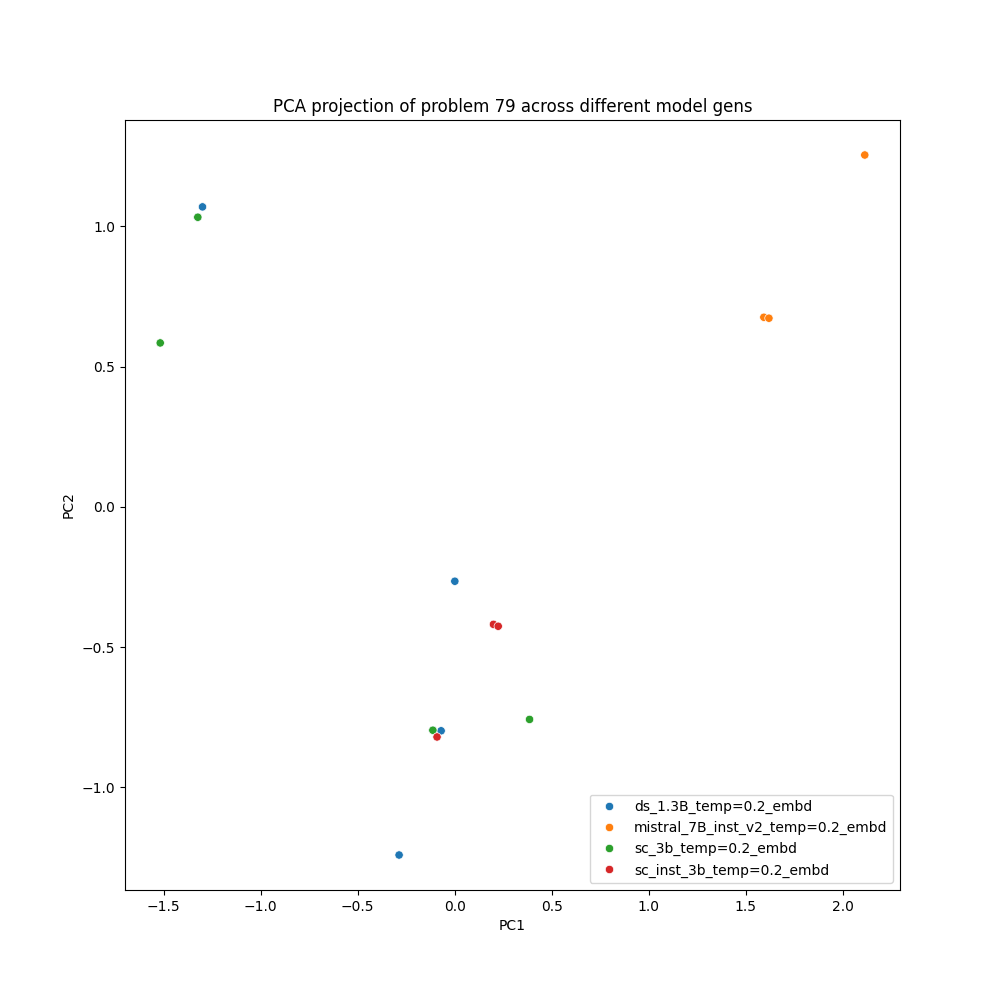 PCA projection of problem 79 across different model gens
1.0
0.5
0.0
−0.5
−1.0
PC2
−1.5
−1.0
−0.5
0.0
0.5
1.0
1.5
2.0
PC1
ds_1.3B_temp=0.2_embd
mistral_7B_inst_v2_temp=0.2_embd
sc_3b_temp=0.2_embd
sc_inst_3b_temp=0.2_embd